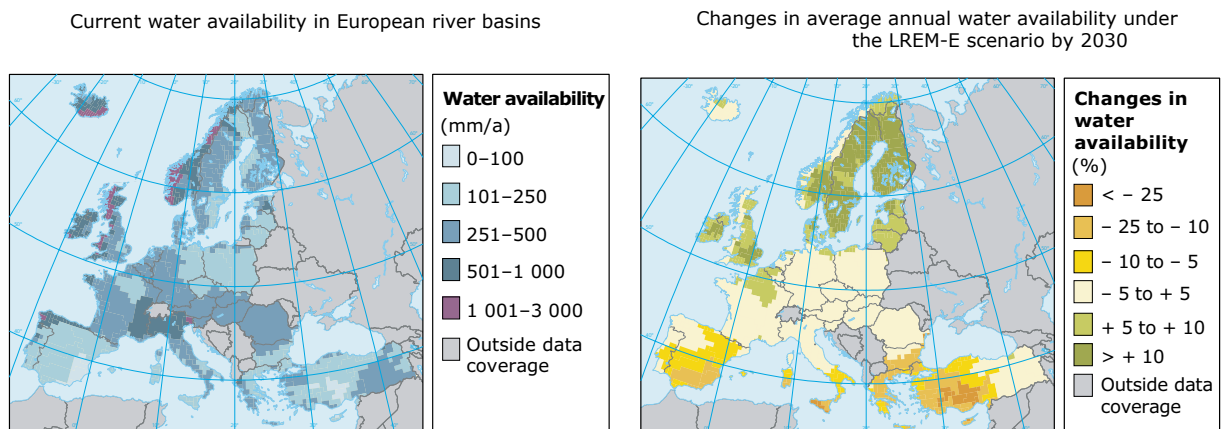 Current water availability in European river basins
Water availability
(mm/a)
0–100
101–250
251–500
501–1 000
1 001–3 000
Outside data
coverage
Changes in average annual water availability under
the LREM-E scenario by 2030
Changes in
water
availability
(%)
< – 25
– 25 to – 10
– 10 to – 5
– 5 to + 5
+ 5 to + 10
> + 10
Outside data
coverage